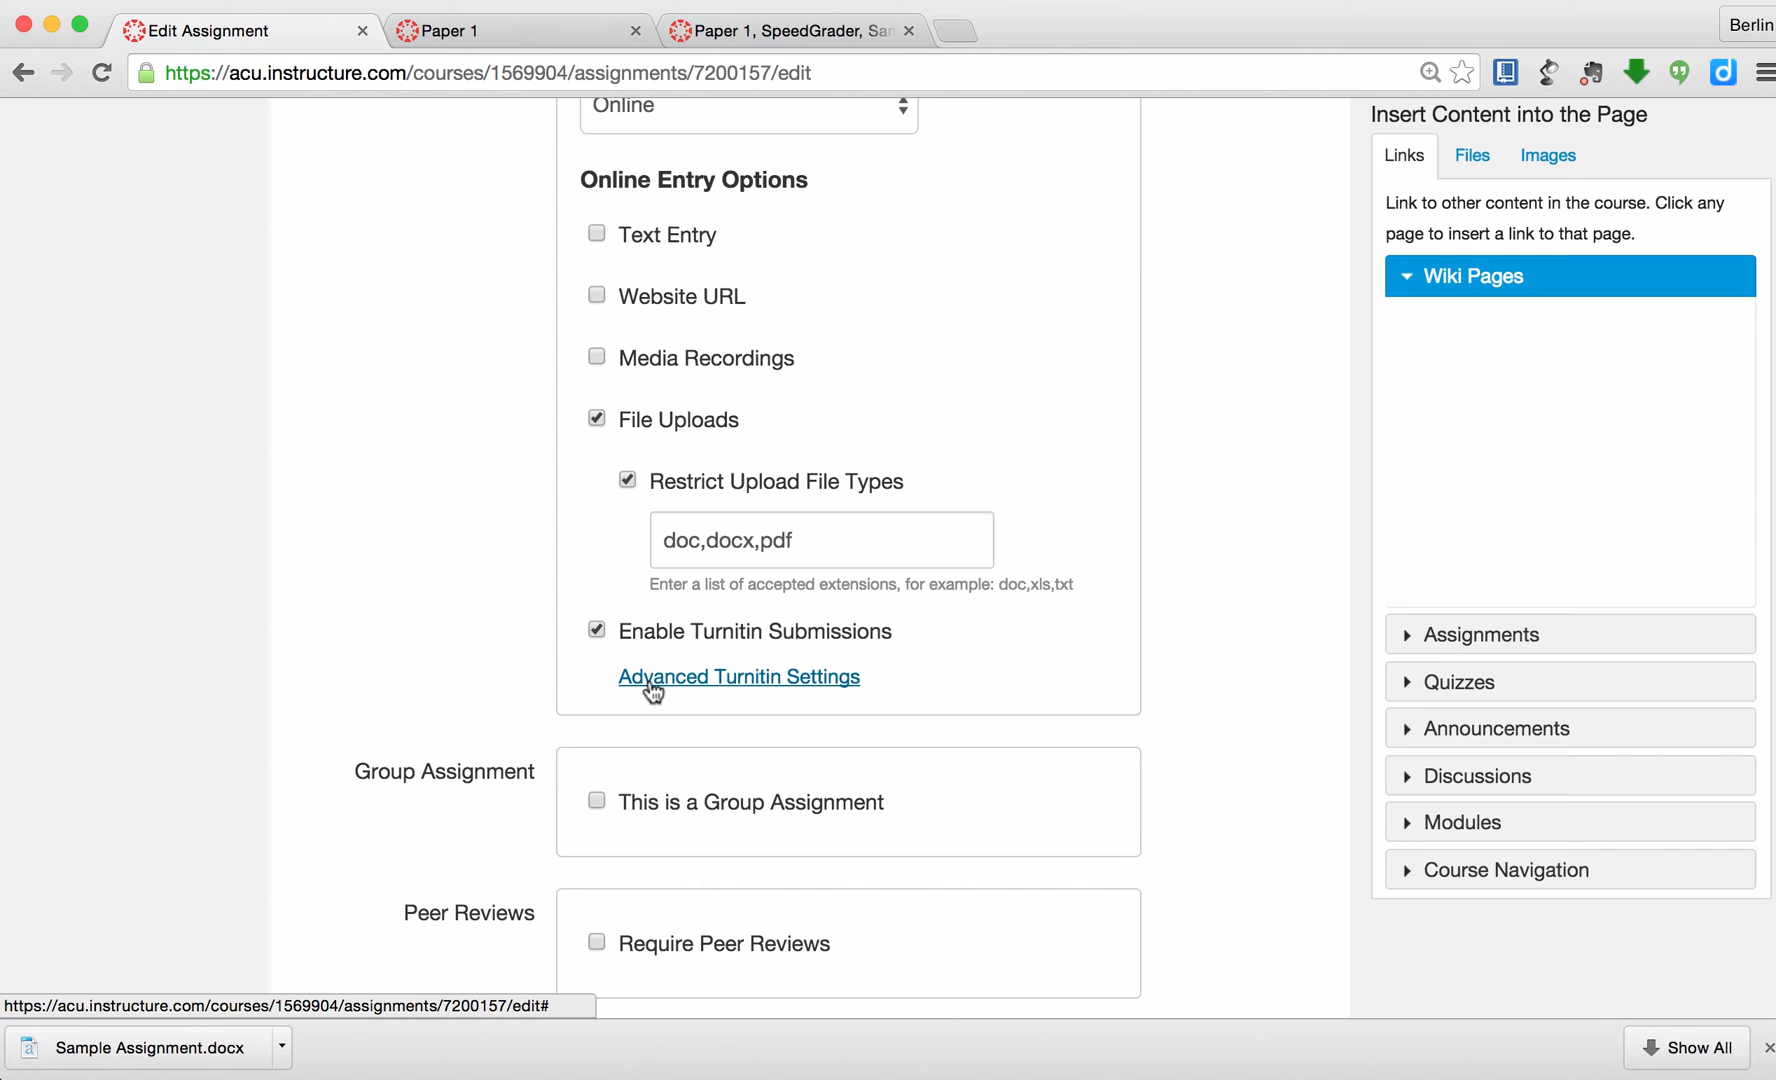 Edit Assignment
Paper 1
Paper 1, SpeedGrader, Sar
Berlin
https://acu.instructure.com/courses/1569904/assignments/7200157/edit
Online
Online Entry Options
Text Entry
Website URL
Media Recordings
File Uploads
Restrict Upload File Types
doc,docx,pdf
Enter a list of accepted extensions, for example: doc,xls,txt
Enable Turnitin Submissions
Advanced Turnitin Settings
Group Assignment
This is a Group Assignment
Peer Reviews
Require Peer Reviews
Insert Content into the Page
Links
Files
Images
Link to other content in the course. Click any
page to insert a link to that page.
Wiki Pages
Assignments
Quizzes
Announcements
Discussions
Modules
Course Navigation
https://acu.instructure.com/courses/1569904/assignments/7200157/edit#
Sample Assignment.docx
Show All